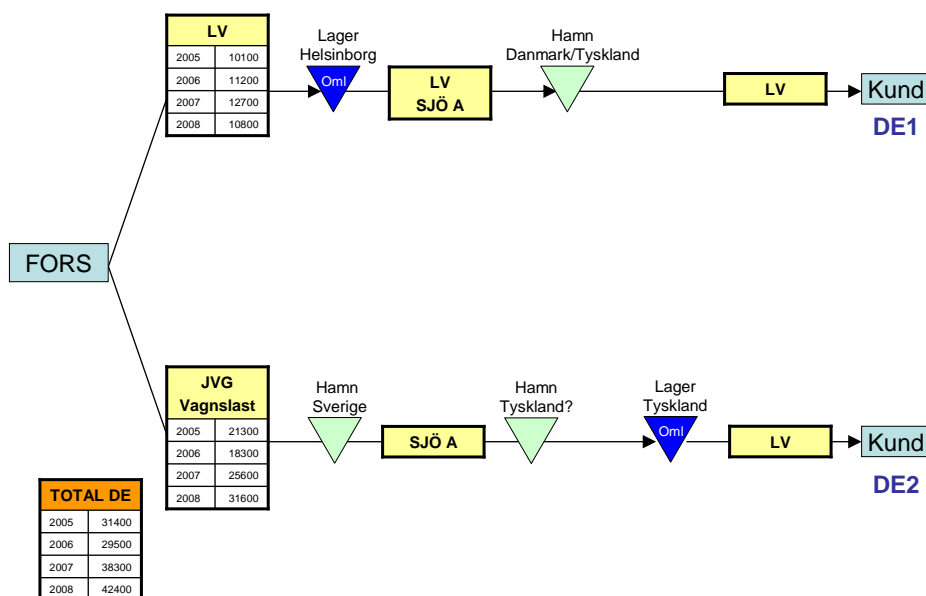 LV
2005 10100
2006 11200
2007 12700
2008 10800
Lager
Helsinborg
Oml
LV
SJÖ A
Hamn
Danmark/Tyskland
LV
Kund
DE1
FORS
JVG
Vagnslast
2005 21300
2006 18300
2007 25600
2008 31600
Hamn
Sverige
SJÖ A
Hamn
Tyskland?
Lager
Tyskland
Oml
LV
Kund
DE2
TOTAL DE
2005 31400
2006 29500
2007 38300
2008 42400